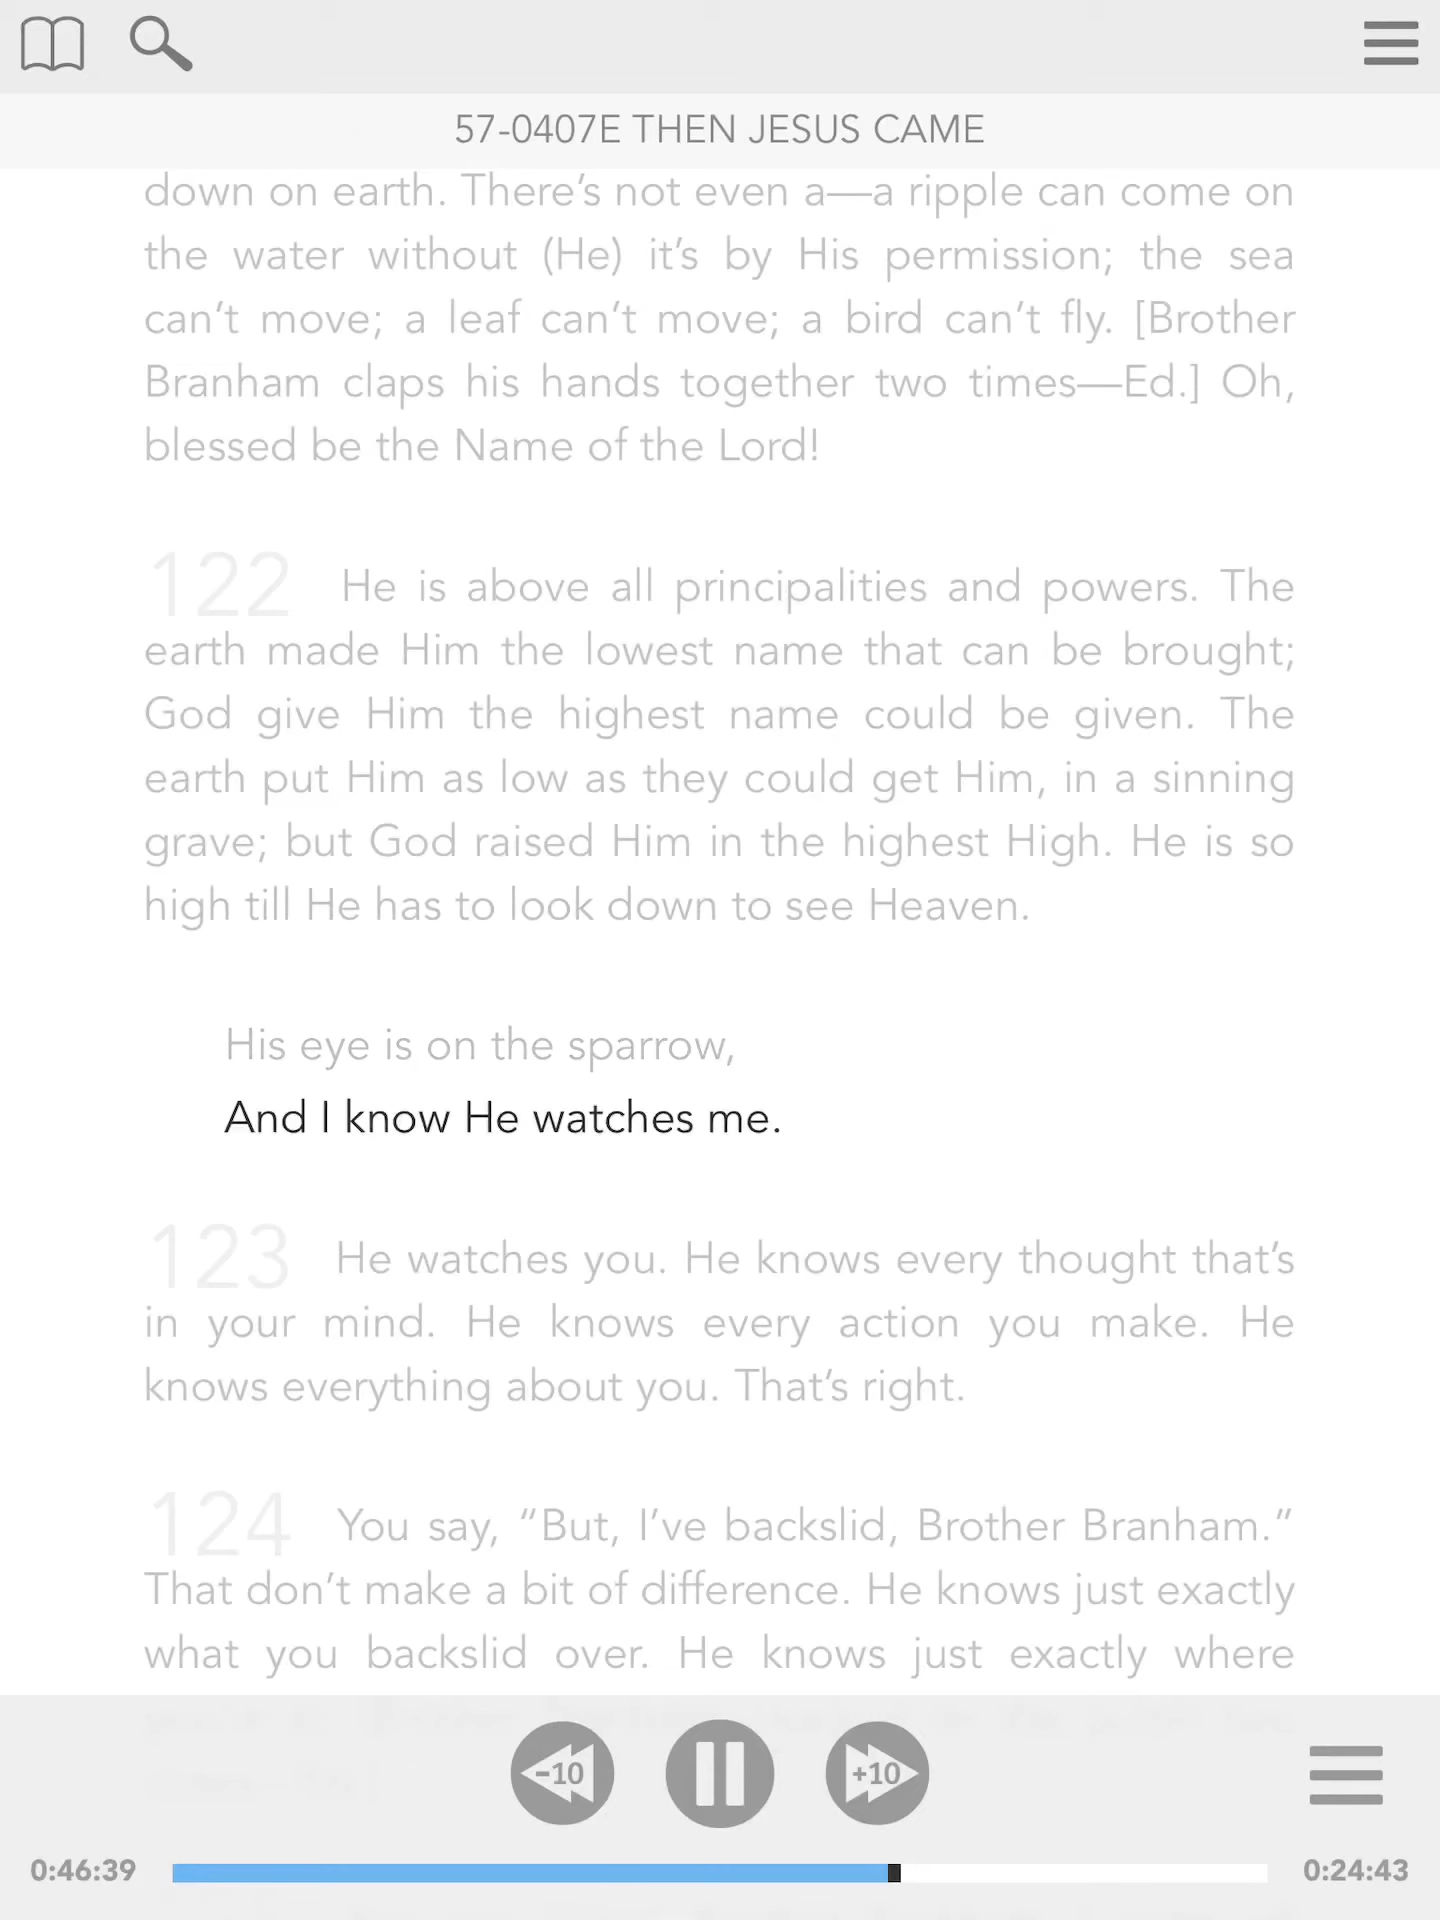 57-0407E THEN JESUS CAME
down on earth. There’s not even a—a ripple can come on
the water without (He) it’s by His permission; the sea
can’t move; a leaf can’t move; a bird can’t fly. [Brother
Branham claps his hands together two times—Ed.] Oh,
blessed be the Name of the Lord!
122 He is above all principalities and powers. The
earth made Him the lowest name that can be brought;
God give Him the highest name could be given. The
earth put Him as low as they could get Him, in a sinning
grave; but God raised Him in the highest High. He is so
high till He has to look down to see Heaven.
His eye is on the sparrow,
And I know He watches me.
123 He watches you. He knows every thought that’s
in your mind. He knows every action you make. He
knows everything about you. That’s right.
124 You say, “But, I’ve backslid, Brother Branham.”
That don’t make a bit of difference. He knows just exactly
what you backslid over. He knows just exactly where
-10 +10
0:46:39 0:24:43